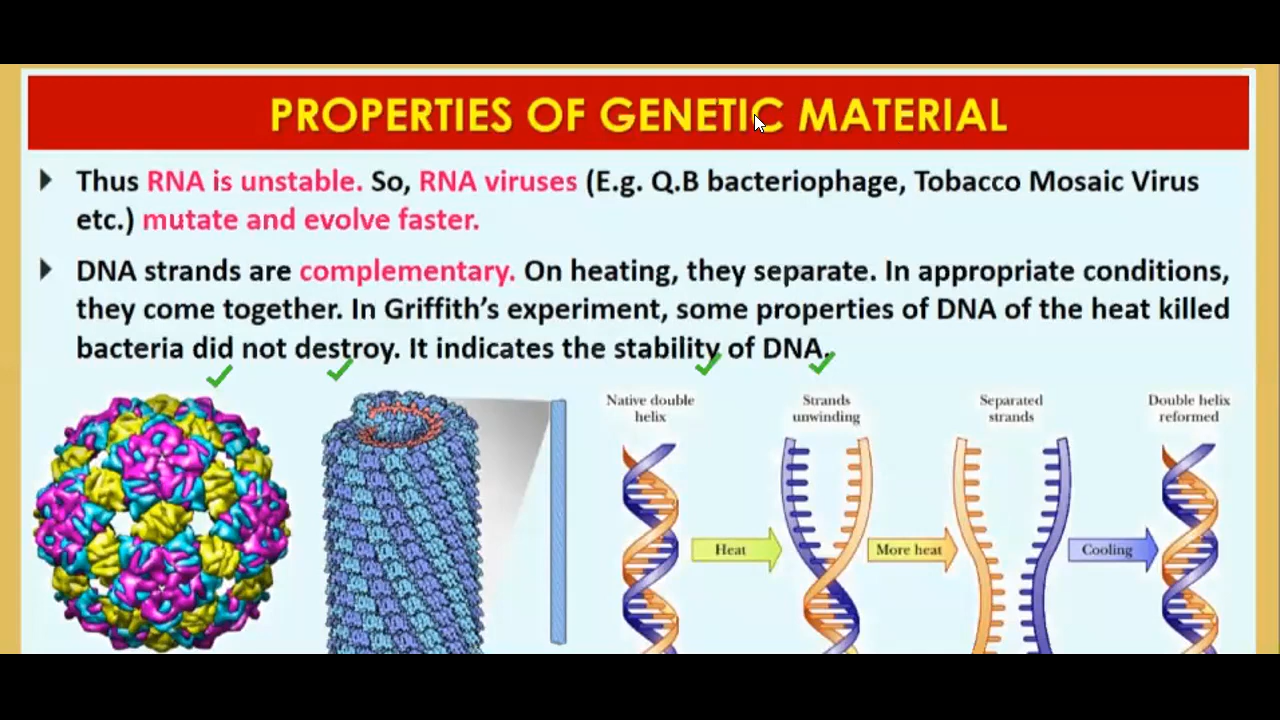 PROPERTIES OF GENETIC MATERIAL
Thus RNA is unstable. So, RNA viruses (E.g. Q.B bacteriophage, Tobacco Mosaic Virus
etc.) mutate and evolve faster.
DNA strands are complementary. On heating, they separate. In appropriate conditions,
they come together. In Griffith’s experiment, some properties of DNA of the heat killed
bacteria did not destroy. It indicates the stability of DNA.
Native double
helix
Strands
unwinding
Separated
strands
Double helix
reformed
Heat
More heat
Cooling